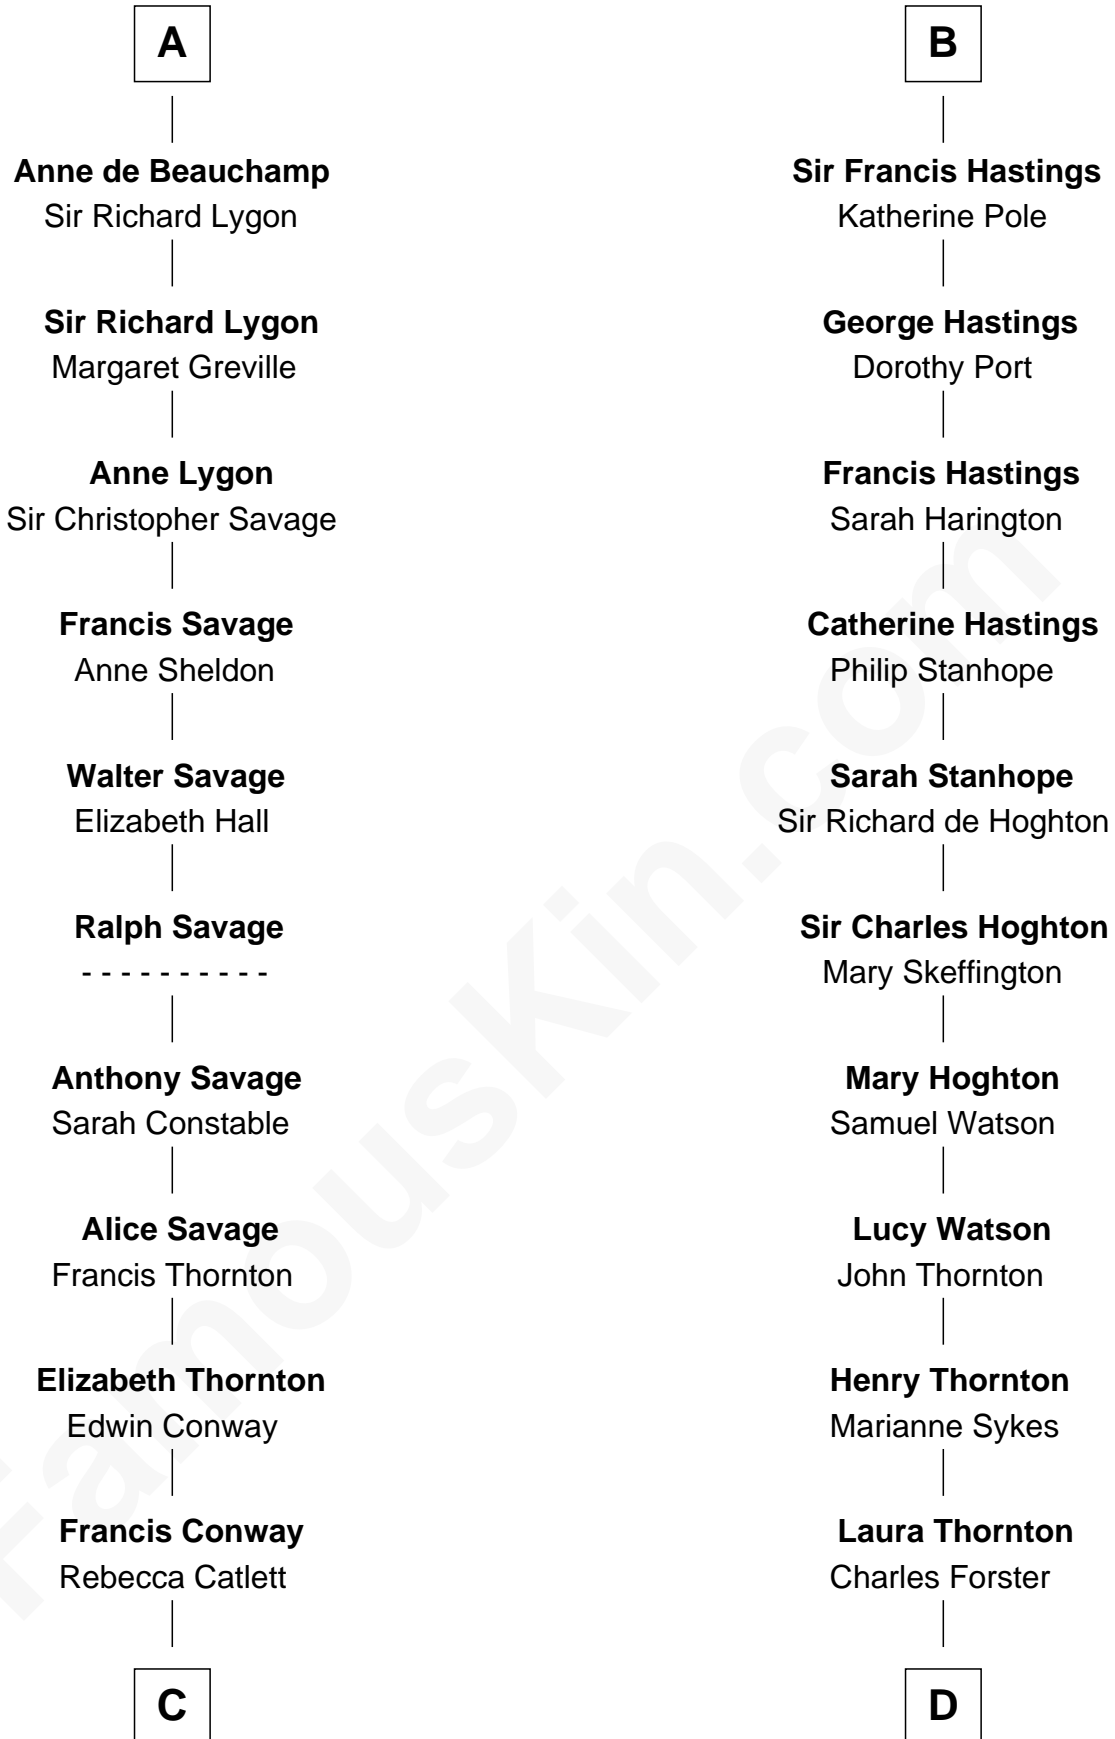 A
Anne de Beauchamp
Sir Richard Lygon
Sir Richard Lygon
Margaret Greville
Anne Lygon
Sir Christopher Savage
Francis Savage
Anne Sheldon
Walter Savage
Elizabeth Hall
Ralph Savage
- - - - - - - - - -
Anthony Savage
Sarah Constable
Alice Savage
Francis Thornton
Elizabeth Thornton
Edwin Conway
Francis Conway
Rebecca Catlett
C
B
Sir Francis Hastings
Katherine Pole
George Hastings
Dorothy Port
Francis Hastings
Sarah Harington
Catherine Hastings
Philip Stanhope
Sarah Stanhope
Sir Richard de Hoghton
Sir Charles Hoghton
Mary Skeffington
Mary Hoghton
Samuel Watson
Lucy Watson
John Thornton
Henry Thornton
Marianne Sykes
Laura Thornton
Charles Forster
D
FamousKin.com